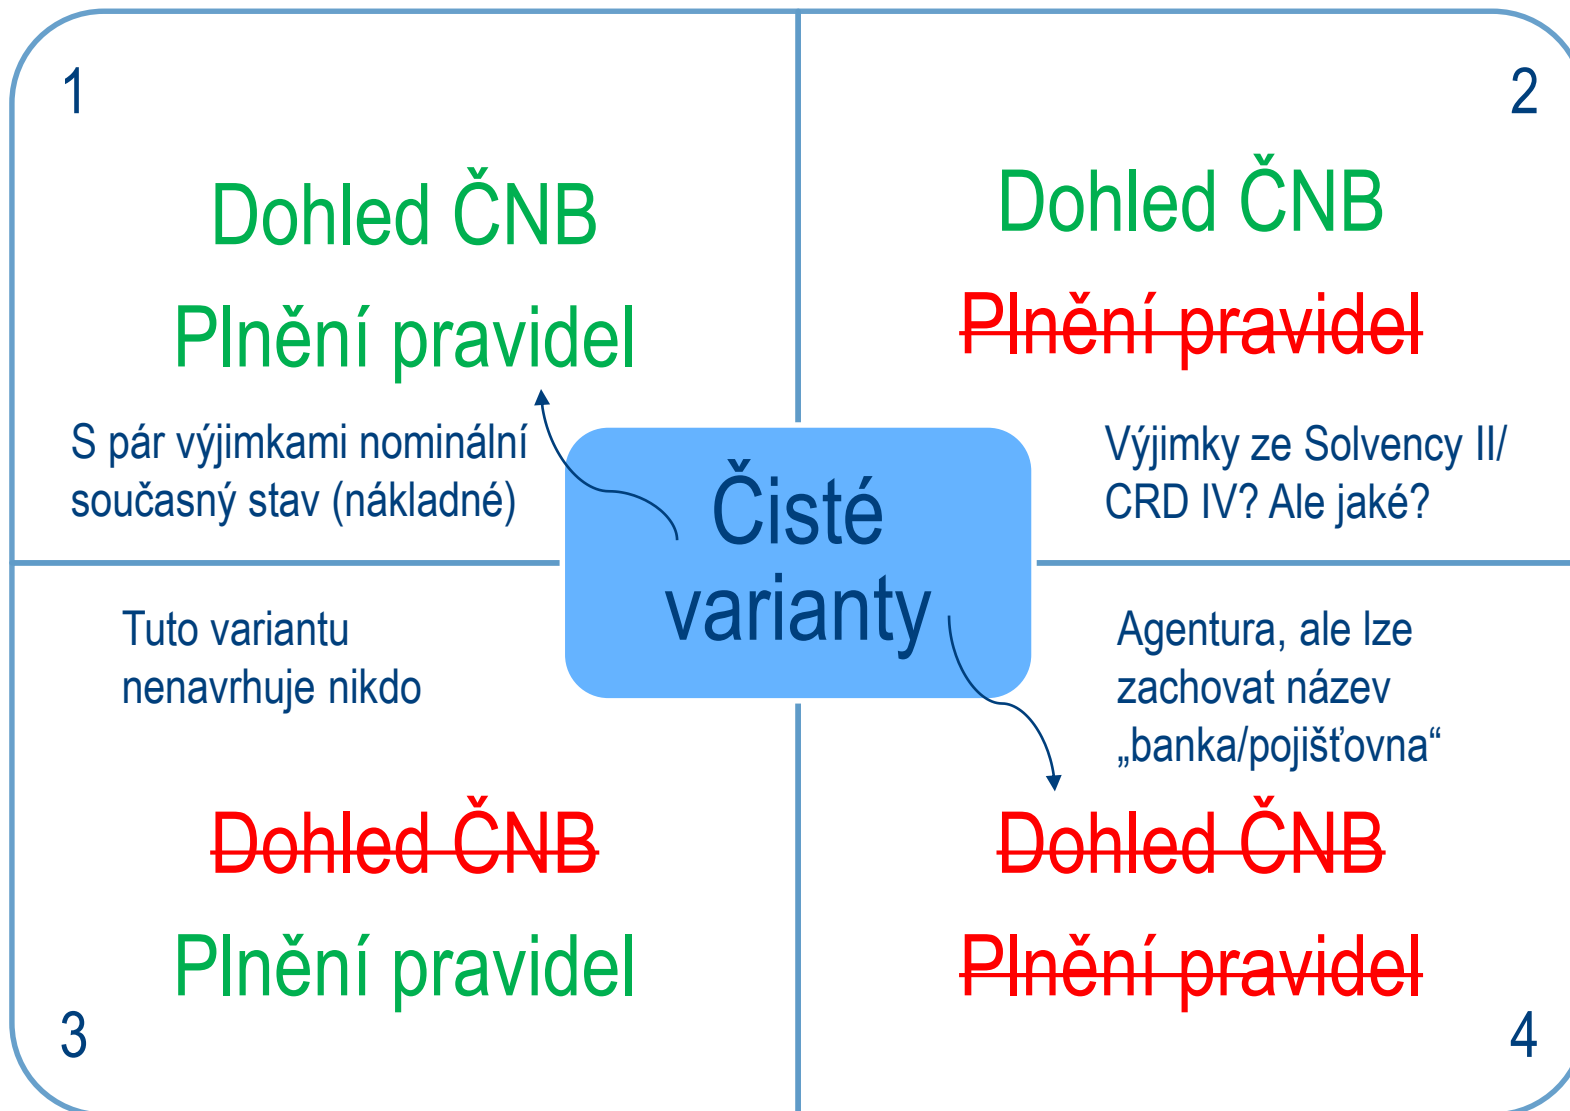 1
Dohled ČNB
Plnění pravidel
S pár výjimkami nominální
současný stav (nákladné)
2
Dohled ČNB
Plnění pravidel
Výjimky ze Solvency II/
CRD IV? Ale jaké?
Čisté
varianty
Tuto variantu
nenavrhuje nikdo
Dohled ČNB
Plnění pravidel
3
Agentura, ale lze
zachovat název
„banka/pojišťovna“
Dohled ČNB
Plnění pravidel
4